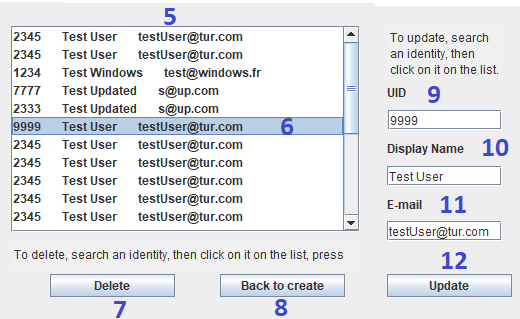 5
2345 Test User testUser@tur.com
2345 Test User testUser@tur.com
1234 Test Windows test@windows.fr
7777 Test Updated s@up.com
2333 Test Updated s@up.com
9999 Test User testUser@tur.com 6
2345 Test User testUser@tur.com
2345 Test User testUser@tur.com
2345 Test User testUser@tur.com
2345 Test User testUser@tur.com
2345 Test User testUser@tur.com
To delete, search an identity, then click on it on the list, press
Delete
7
Back to create
8
To update, search
an identity, then
click on it on the list.
UID 9
9999
Display Name 10
Test User
E-mail 11
testUser@tur.com
12
Update